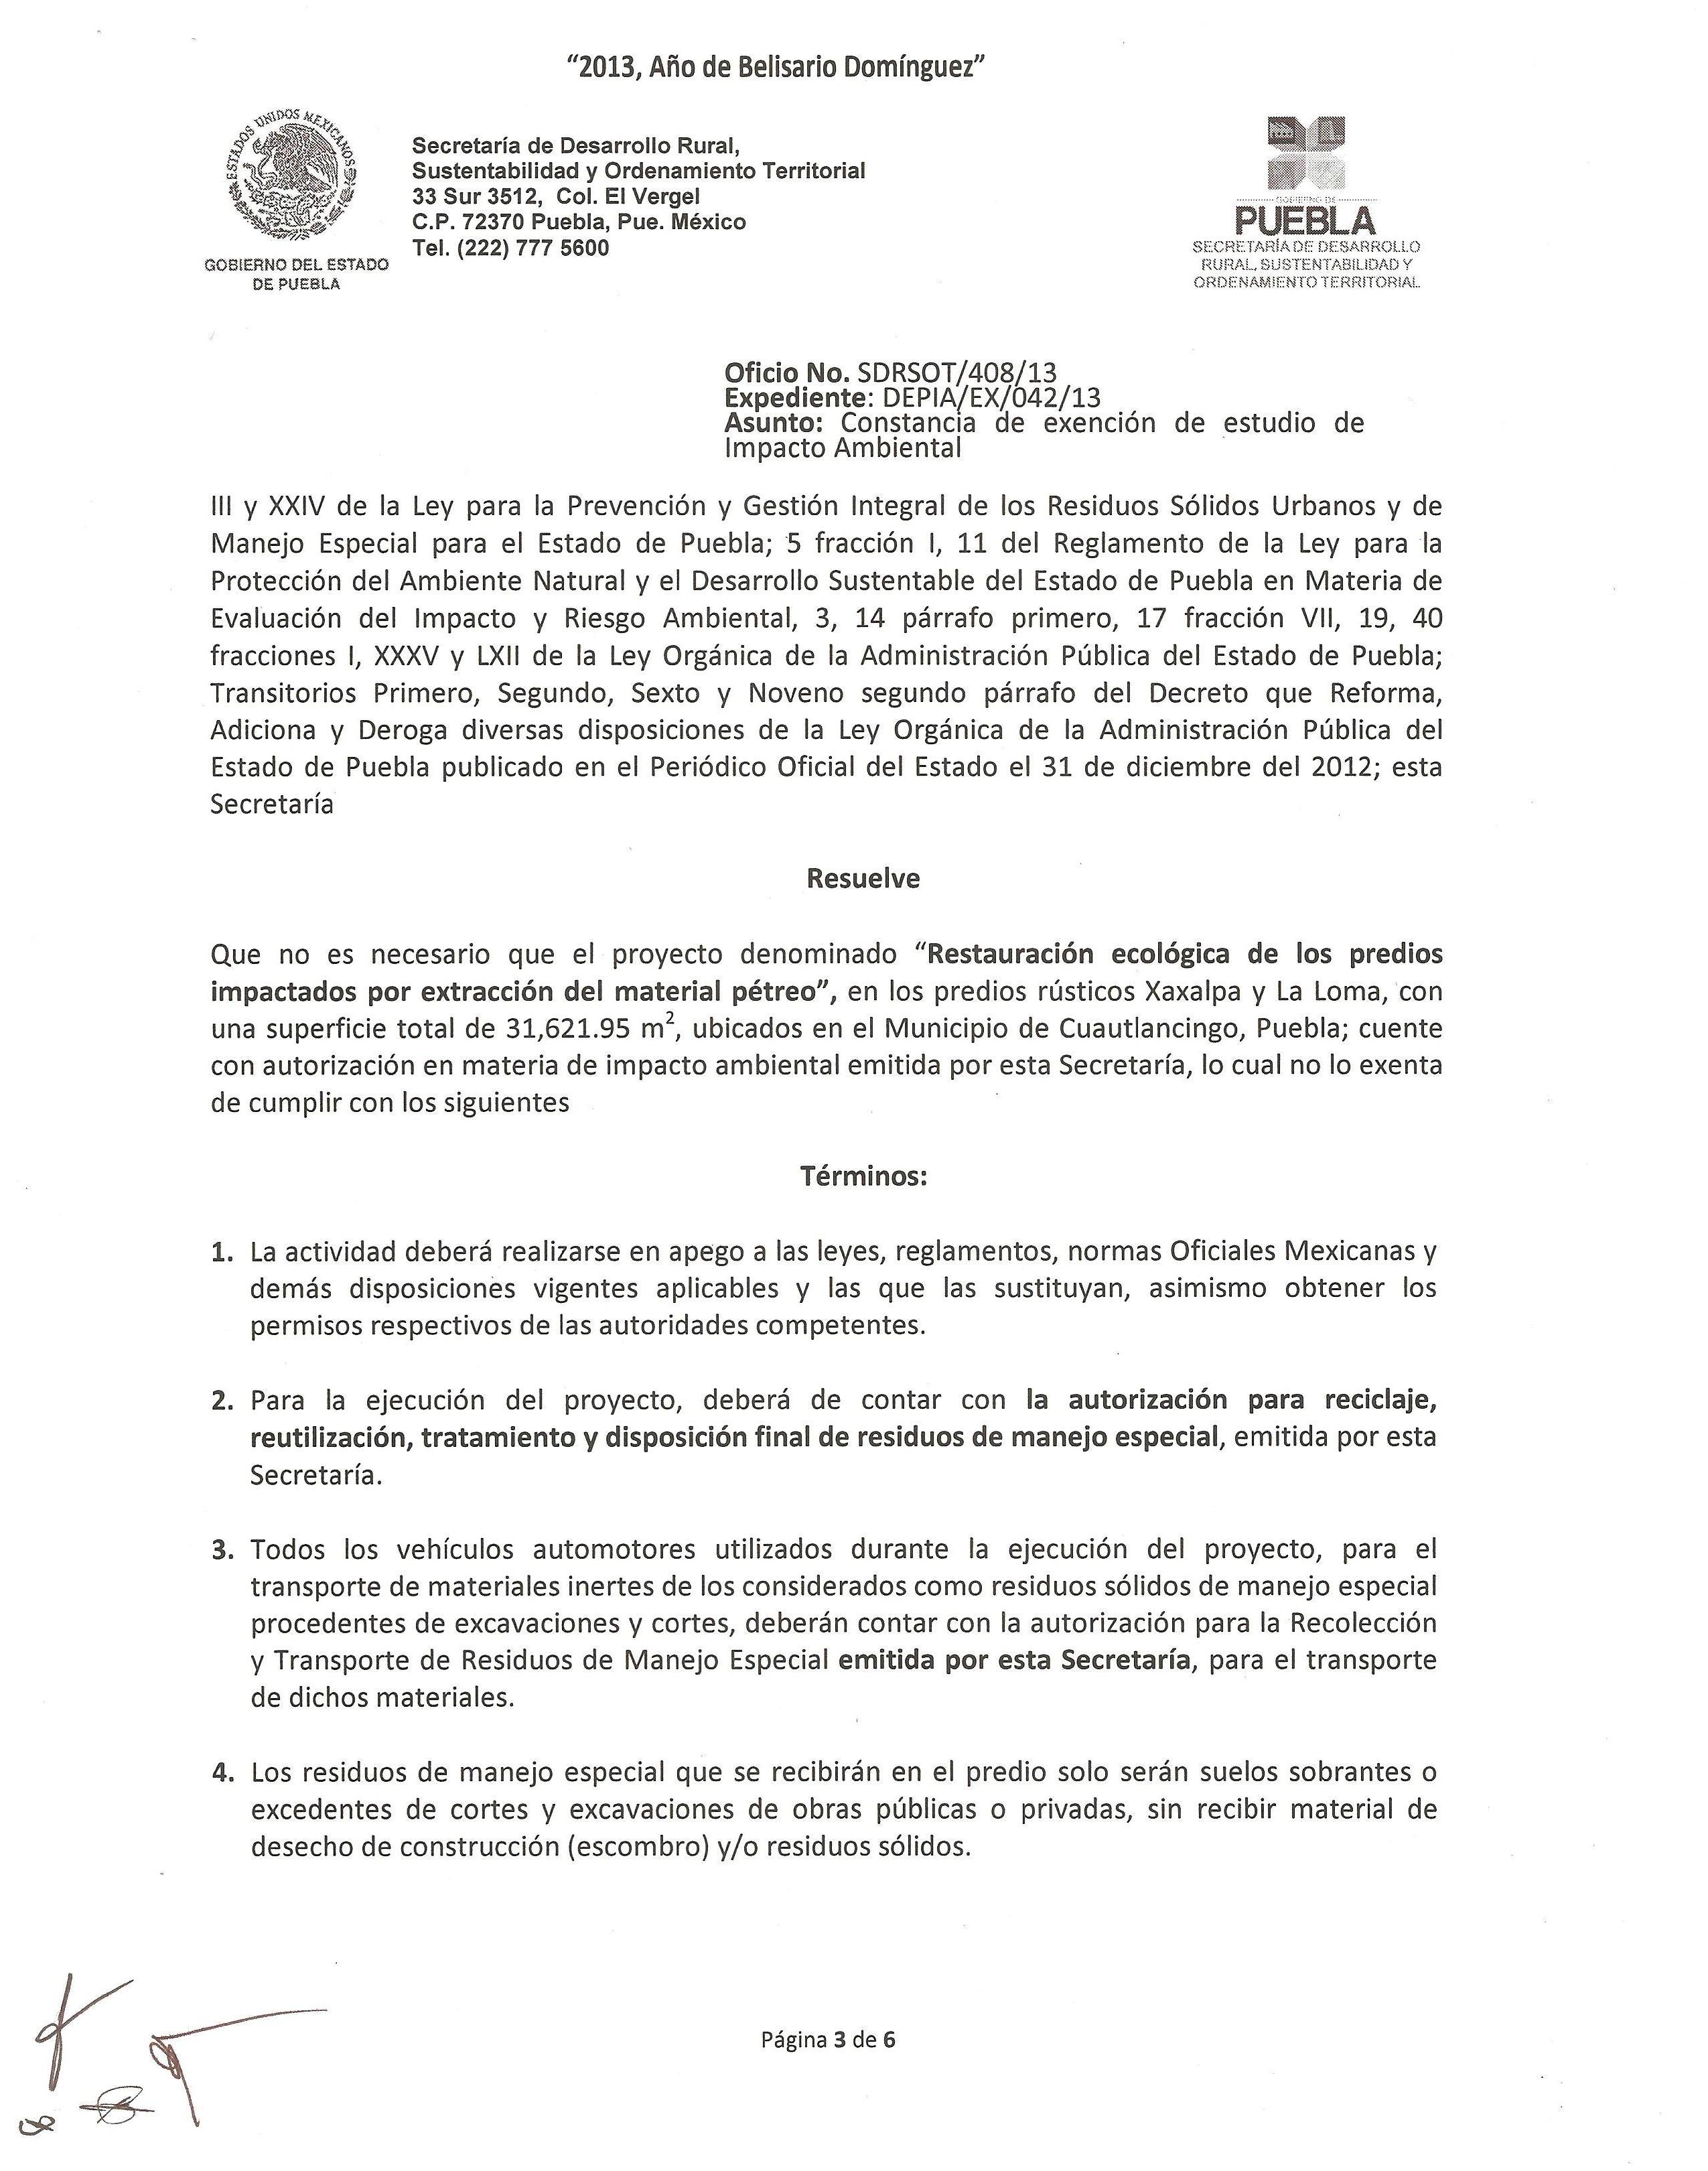 “2013, Año de Belisario Domínguez”
ESTADOS UNIDOS MEXICANOS
GOBIERNO DEL ESTADO
DE PUEBLA
Secretaría de Desarrollo Rural,
Sustentabilidad y Ordenamiento Territorial
33 Sur 3512, Col. El Vergel
C.P. 72370 Puebla, Pue. México
Tel. (222) 777 5600
GOBIERNO DE
PUEBLA
SECRETARÍA DE DESARROLLO
RURAL, SUSTENTABILIDAD Y
ORDENAMIENTO TERRITORIAL
Oficio No. SDRSOT/408/13
Expediente: DEPIA/EX/042/13
Asunto: Constancia de exención de estudio de
Impacto Ambiental
III y XXIV de la Ley para la Prevención y Gestión Integral de los Residuos Sólidos Urbanos y de
Manejo Especial para el Estado de Puebla; 5 fracción I, 11 del Reglamento de la Ley para la
Protección del Ambiente Natural y el Desarrollo Sustentable del Estado de Puebla en Materia de
Evaluación del Impacto y Riesgo Ambiental, 3, 14 párrafo primero, 17 fracción VII, 19, 40
fracciones I, XXXV y LXII de la Ley Orgánica de la Administración Pública del Estado de Puebla;
Transitorios Primero, Segundo, Sexto y Noveno segundo párrafo del Decreto que Reforma,
Adiciona y Deroga diversas disposiciones de la Ley Orgánica de la Administración Pública del
Estado de Puebla publicado en el Periódico Oficial del Estado el 31 de diciembre del 2012; esta
Secretaría
Resuelve
Que no es necesario que el proyecto denominado “Restauración ecológica de los predios
impactados por extracción del material pétreo”, en los predios rústicos Xaxalpa y La Loma, con
una superficie total de 31,621.95 m², ubicados en el Municipio de Cuautlancingo, Puebla; cuente
con autorización en materia de impacto ambiental emitida por esta Secretaría, lo cual no lo exenta
de cumplir con los siguientes
Términos:
1. La actividad deberá realizarse en apego a las leyes, reglamentos, normas Oficiales Mexicanas y
demás disposiciones vigentes aplicables y las que las sustituyan, asimismo obtener los
permisos respectivos de las autoridades competentes.
2. Para la ejecución del proyecto, deberá de contar con la autorización para reciclaje,
reutilización, tratamiento y disposición final de residuos de manejo especial, emitida por esta
Secretaría.
3. Todos los vehículos automotores utilizados durante la ejecución del proyecto, para el
transporte de materiales inertes de los considerados como residuos sólidos de manejo especial
procedentes de excavaciones y cortes, deberán contar con la autorización para la Recolección
y Transporte de Residuos de Manejo Especial emitida por esta Secretaría, para el transporte
de dichos materiales.
4. Los residuos de manejo especial que se recibirán en el predio solo serán suelos sobrantes o
excedentes de cortes y excavaciones de obras públicas o privadas, sin recibir material de
desecho de construcción (escombro) y/o residuos sólidos.
Página 3 de 6